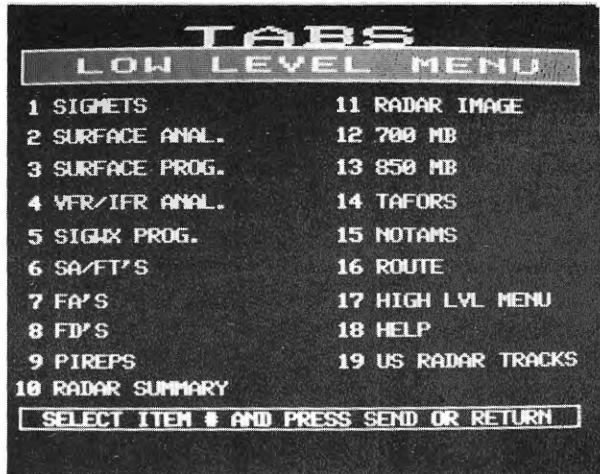 TABS
LOW LEVEL MENU
1 SIGMETS
2 SURFACE ANAL.
3 SURFACE PROG.
4 VFR/IFR ANAL.
5 SIGWX PROG.
6 SA/FT'S
7 FA'S
8 FD'S
9 PIREPS
10 RADAR SUMMARY
11 RADAR IMAGE
12 700 MB
13 850 MB
14 TAFORS
15 NOTAMS
16 ROUTE
17 HIGH LVL MENU
18 HELP
19 US RADAR TRACKS
SELECT ITEM # AND PRESS SEND OR RETURN